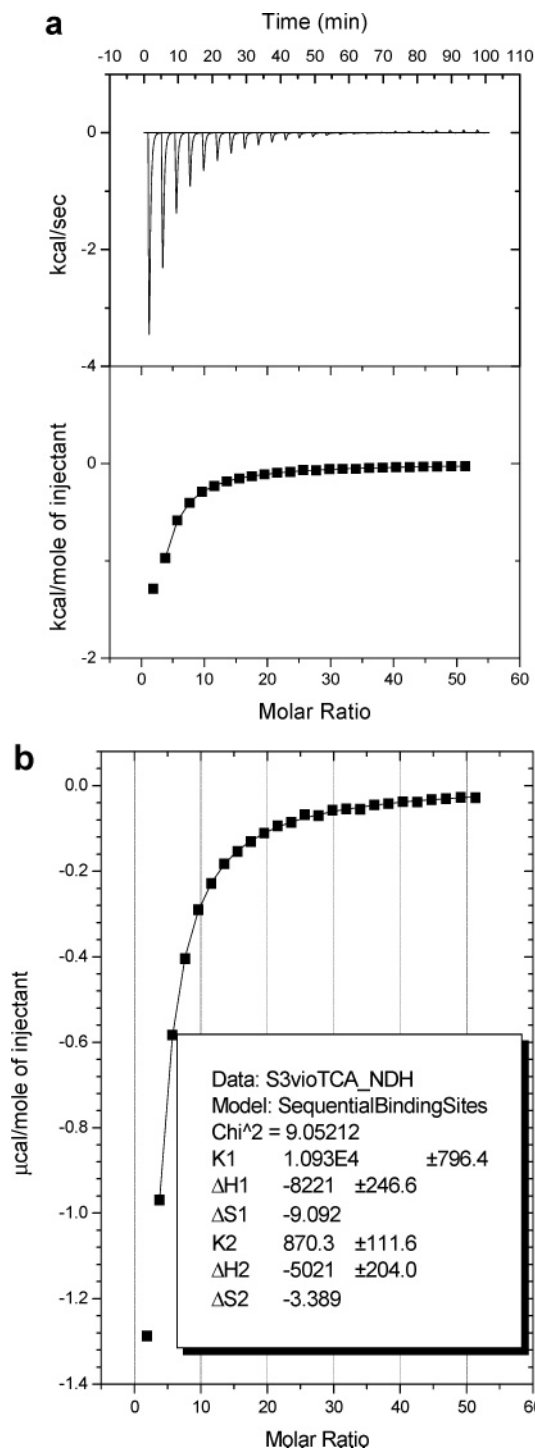 a
Time (min)
-10 0 10 20 30 40 50 60 70 80 90 100 110
0
-2
-4
kcal/sec
0
-2
kcal/mole of injectant
0 10 20 30 40 50 60
Molar Ratio
b
0.0
-0.2
-0.4
-0.6
-0.8
-1.0
-1.2
-1.4
µcal/mole of injectant
Data: S3vioTCA_NDH
Model: SequentialBindingSites
Chi^2 = 9.05212
K1 1.093E4 ±796.4
ΔH1 -8221 ±246.6
ΔS1 -9.092
K2 870.3 ±111.6
ΔH2 -5021 ±204.0
ΔS2 -3.389
0 10 20 30 40 50 60
Molar Ratio